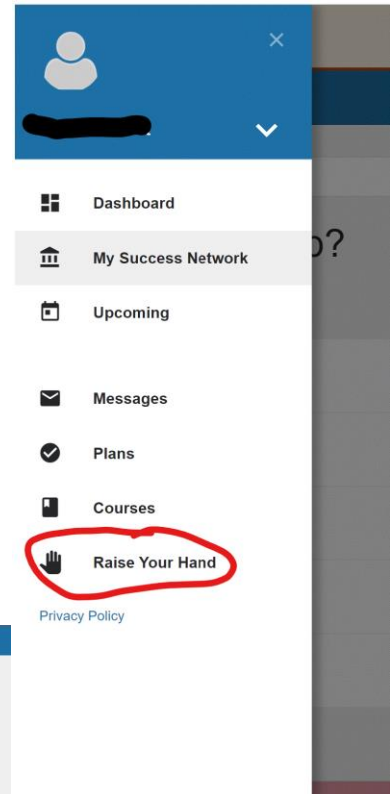 Dashboard
My Success Network
o?
Upcoming
Messages
Plans
Courses
Raise Your Hand
Privacy Policy